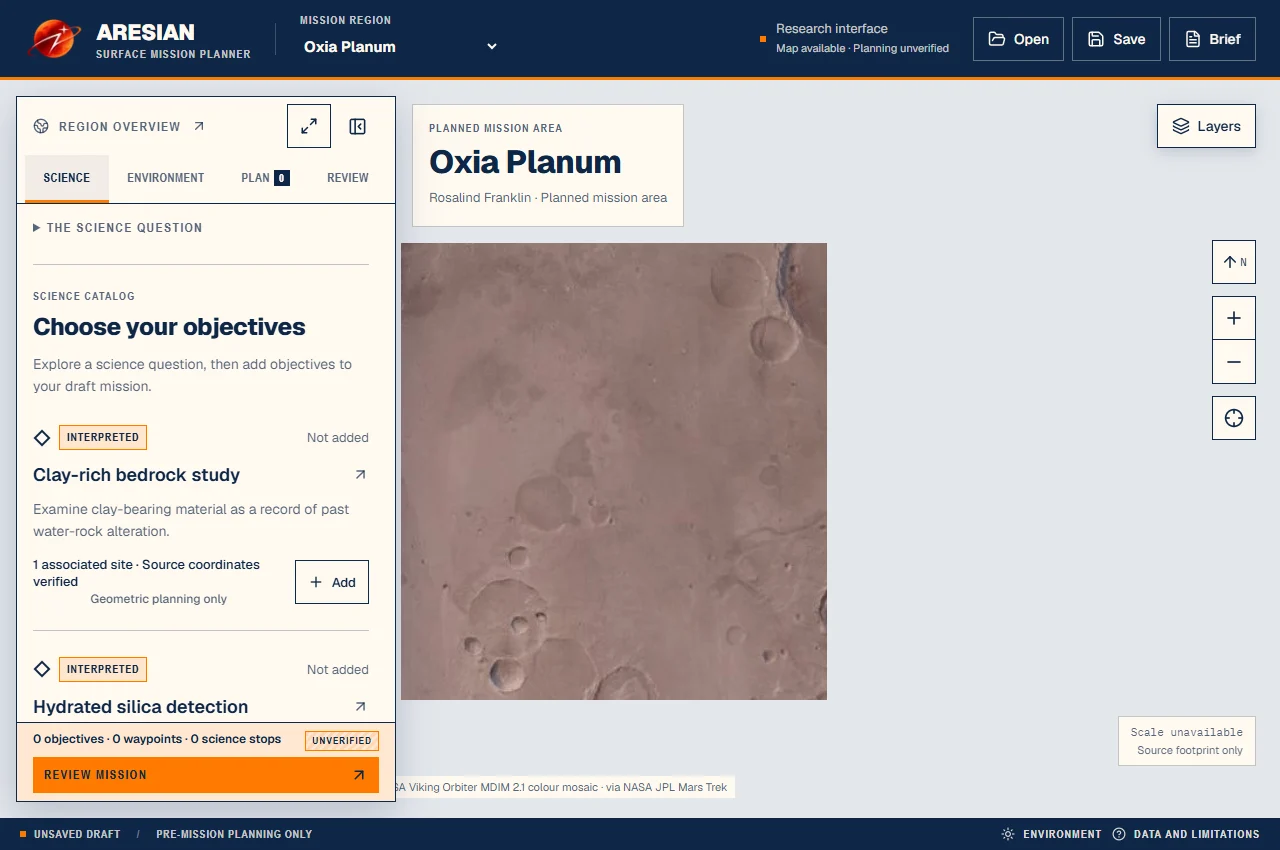 ARESIAN
SURFACE MISSION PLANNER
MISSION REGION
Oxia Planum
Research interface
Map available · Planning unverified
Open
Save
Brief
REGION OVERVIEW
SCIENCE
ENVIRONMENT
PLAN 0
REVIEW
THE SCIENCE QUESTION
SCIENCE CATALOG
Choose your objectives
Explore a science question, then add objectives to
your draft mission.
INTERPRETED
Not added
Clay-rich bedrock study
Examine clay-bearing material as a record of past
water-rock alteration.
1 associated site · Source coordinates
verified
Geometric planning only
Add
INTERPRETED
Not added
Hydrated silica detection
0 objectives · 0 waypoints · 0 science stops
UNVERIFIED
REVIEW MISSION
PLANNED MISSION AREA
Oxia Planum
Rosalind Franklin · Planned mission area
Layers
N
Scale unavailable
Source footprint only
Viking Orbiter MDIM 2.1 colour mosaic · via NASA JPL Mars Trek
UNSAVED DRAFT / PRE-MISSION PLANNING ONLY
ENVIRONMENT
DATA AND LIMITATIONS